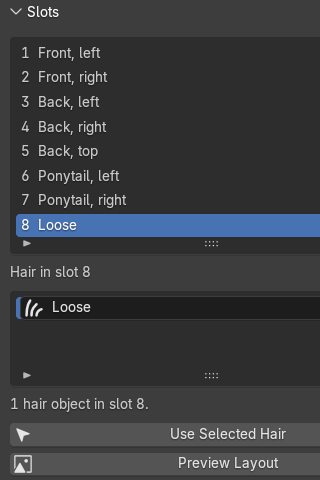 Slots
1 Front, left
2 Front, right
3 Back, left
4 Back, right
5 Back, top
6 Ponytail, left
7 Ponytail, right
8 Loose
Hair in slot 8
Loose
1 hair object in slot 8.
Use Selected Hair
Preview Layout